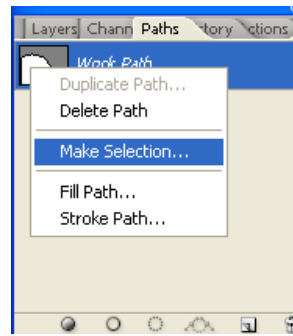 Layers Chann Paths tory ctions
Work Path
Duplicate Path...
Delete Path
Make Selection...
Fill Path...
Stroke Path...